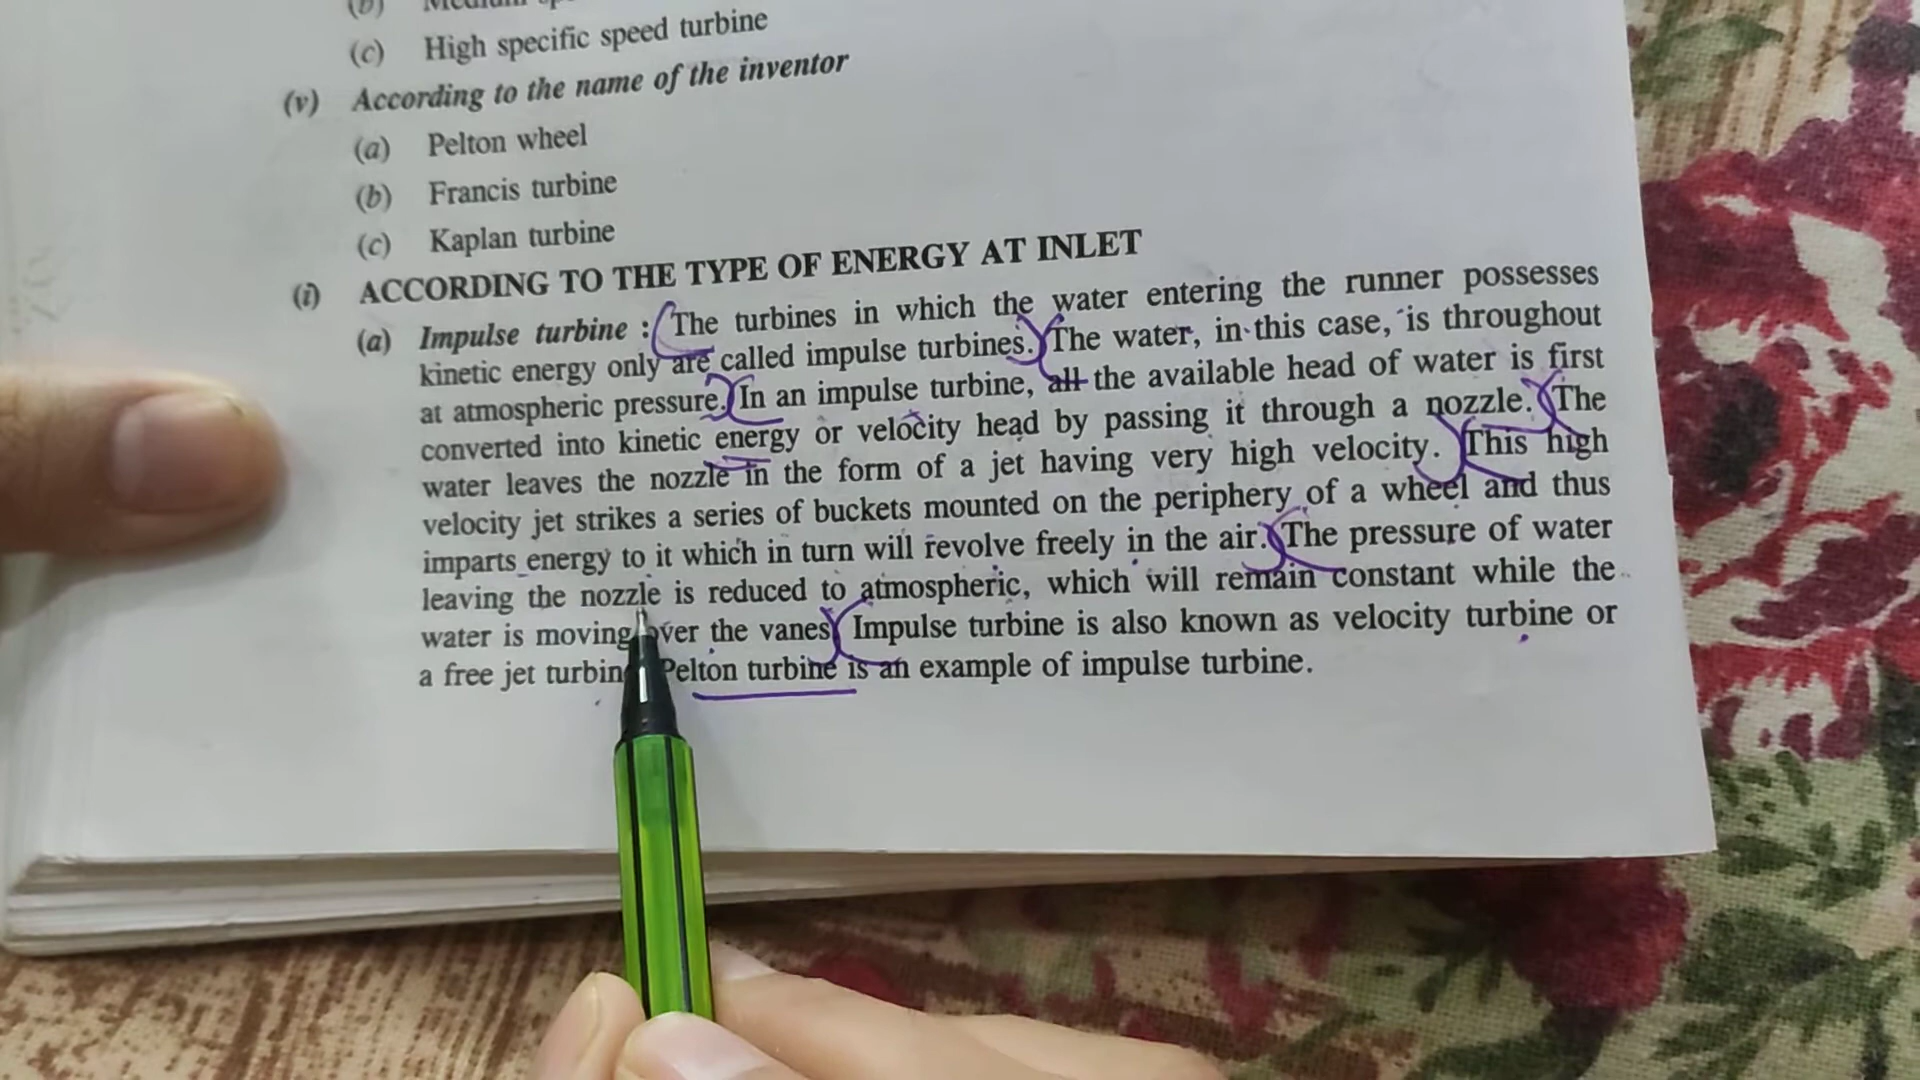 (b)
(c) High specific speed turbine
(v) According to the name of the inventor
(a) Pelton wheel
(b) Francis turbine
(c) Kaplan turbine
(i) ACCORDING TO THE TYPE OF ENERGY AT INLET
(a) Impulse turbine : The turbines in which the water entering the runner possesses
kinetic energy only are called impulse turbines. The water, in this case, is throughout
at atmospheric pressure. In an impulse turbine, all the available head of water is first
converted into kinetic energy or velocity head by passing it through a nozzle. The
water leaves the nozzle in the form of a jet having very high velocity. This high
velocity jet strikes a series of buckets mounted on the periphery of a wheel and thus
imparts energy to it which in turn will revolve freely in the air. The pressure of water
leaving the nozzle is reduced to atmospheric, which will remain constant while the
water is moving over the vanes. Impulse turbine is also known as velocity turbine or
a free jet turbin Pelton turbine is an example of impulse turbine.